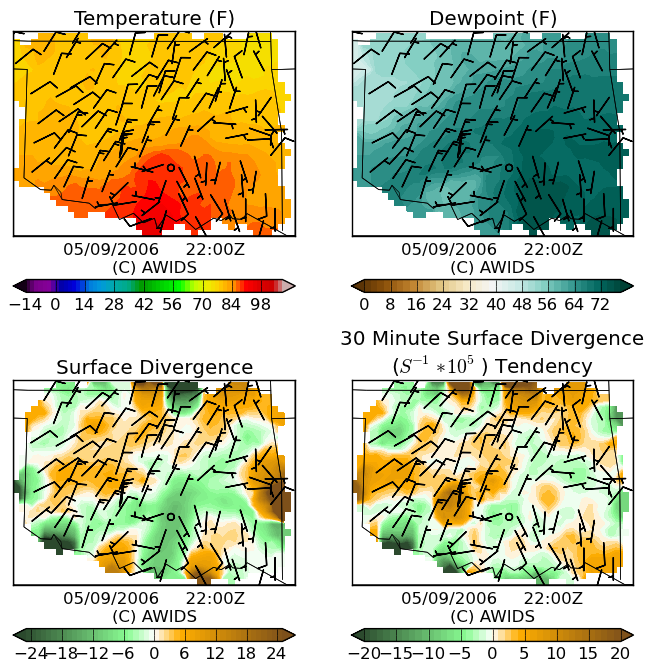 Temperature (F)
Dewpoint (F)
05/09/2006 22:00Z
(C) AWIDS
−14 0 14 28 42 56 70 84 98
05/09/2006 22:00Z
(C) AWIDS
0 8 16 24 32 40 48 56 64 72
Surface Divergence
30 Minute Surface Divergence
(S⁻¹ *10⁵ ) Tendency
05/09/2006 22:00Z
(C) AWIDS
−24 −18 −12 −6 0 6 12 18 24
05/09/2006 22:00Z
(C) AWIDS
−20 −15 −10 −5 0 5 10 15 20